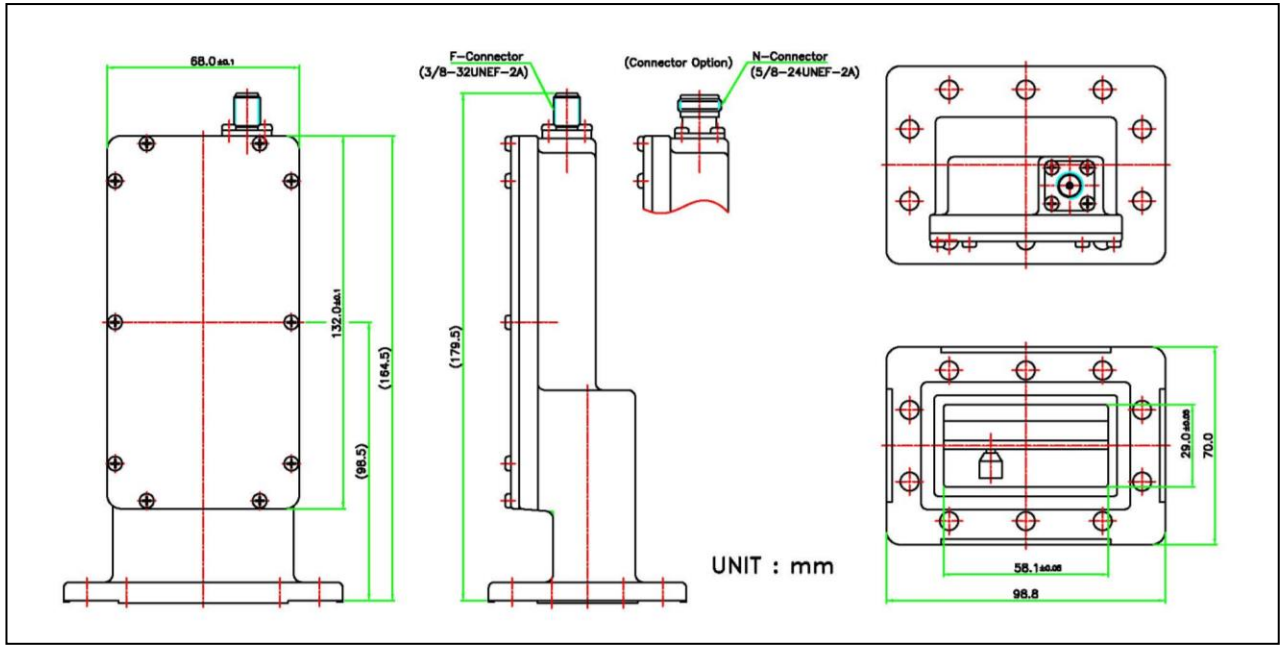 68.0±0.1
F-Connector
(3/8-32UNEF-2A)
(Connector Option)
N-Connector
(5/8-24UNEF-2A)
132.0±0.1
(164.5)
(98.5)
(179.5)
29.0±0.05
70.0
58.1±0.05
98.8
UNIT : mm